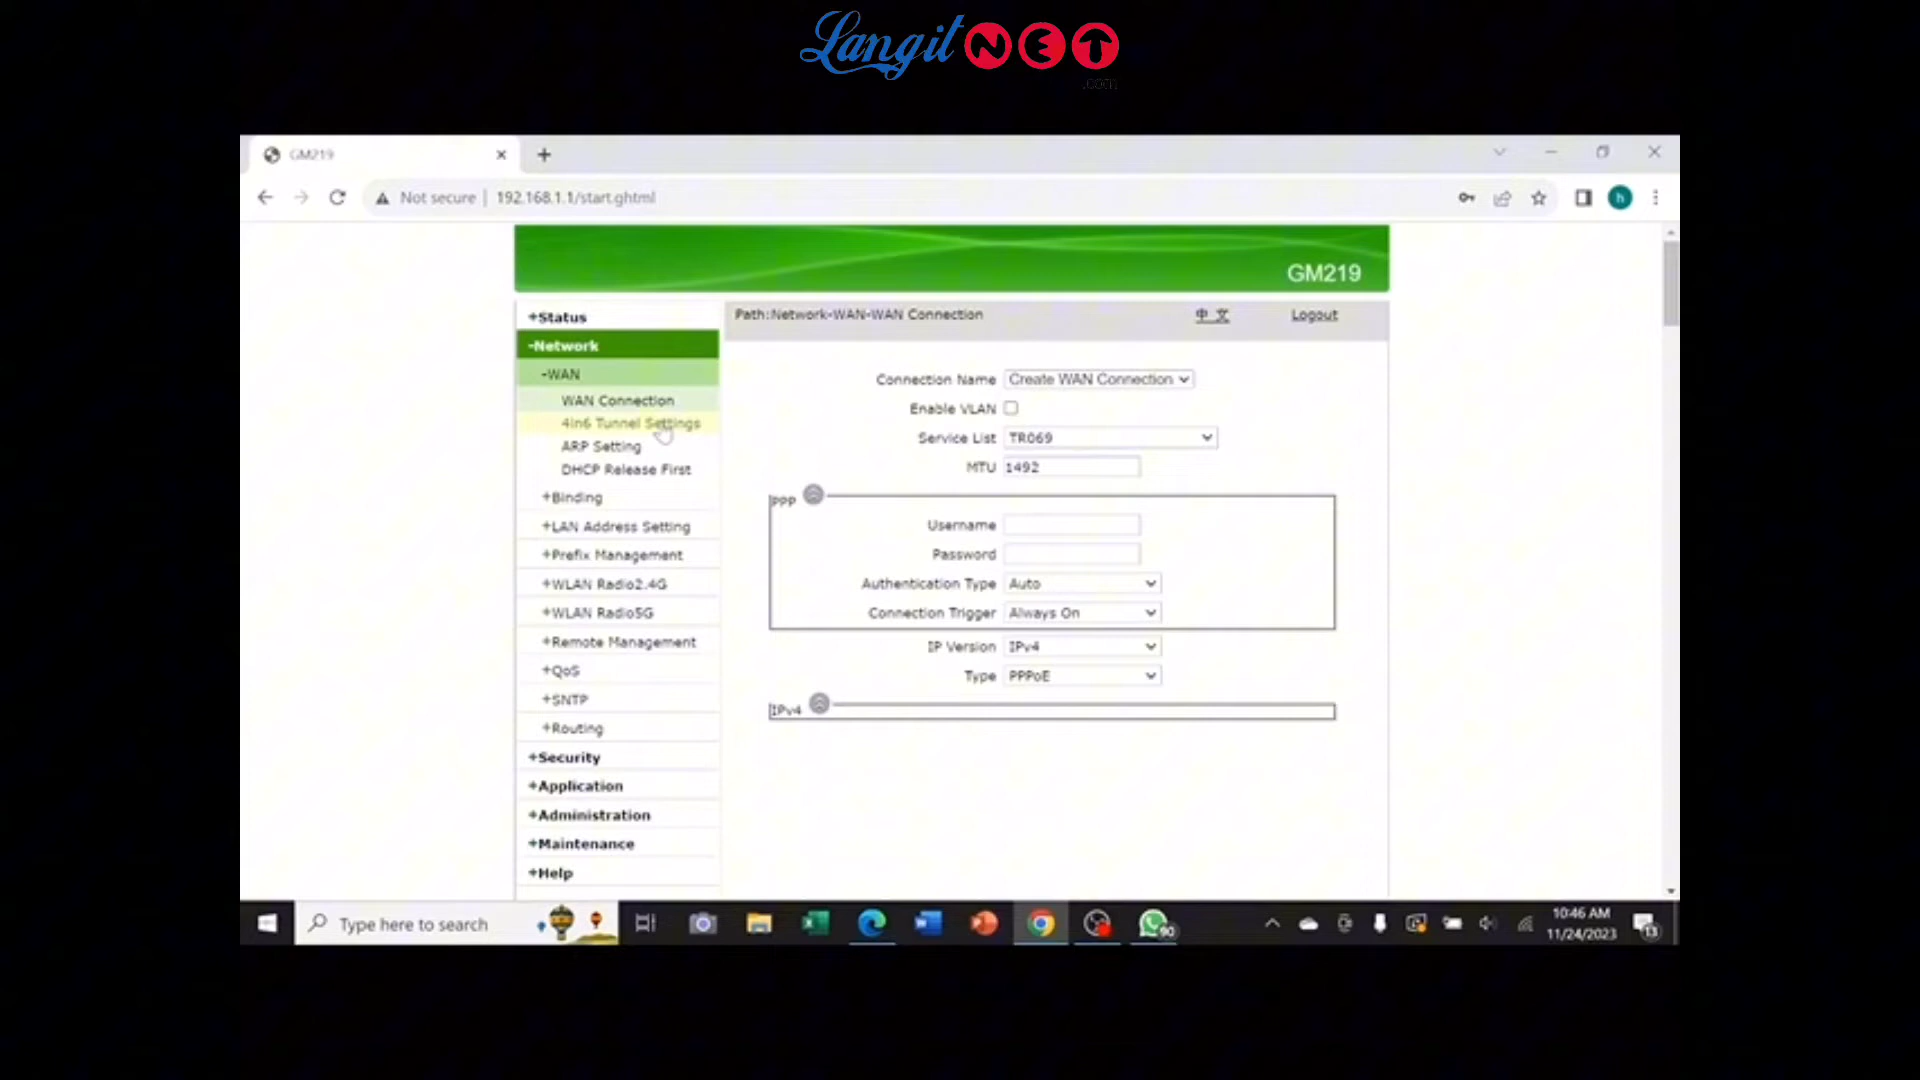 Langit NET
.com
GM219
Not secure | 192.168.1.1/start.ghtml
h
GM219
+Status
-Network
-WAN
WAN Connection
4in6 Tunnel Settings
ARP Setting
DHCP Release First
+Binding
+LAN Address Setting
+Prefix Management
+WLAN Radio2.4G
+WLAN Radio5G
+Remote Management
+QoS
+SNTP
+Routing
+Security
+Application
+Administration
+Maintenance
+Help
Path:Network-WAN-WAN Connection 中文 Logout
Connection Name Create WAN Connection
Enable VLAN
Service List TR069
MTU 1492
ppp
Username
Password
Authentication Type Auto
Connection Trigger Always On
IP Version IPv4
Type PPPoE
IPv4
Type here to search
90
10:46 AM
11/24/2023
13